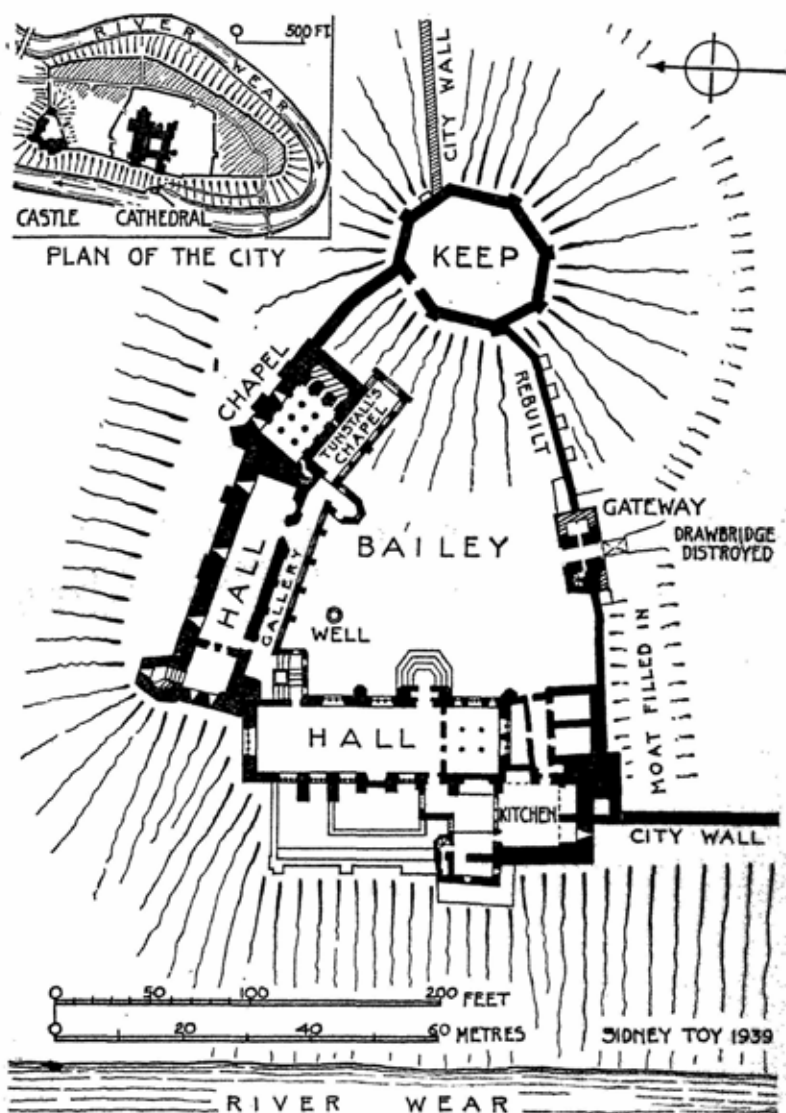 RIVER WEAR
0 500 FT.
CASTLE CATHEDRAL
PLAN OF THE CITY
CITY WALL
KEEP
CHAPEL
TUNSTALL'S
CHAPEL
REBUILT
GATEWAY
DRAWBRIDGE
DISTROYED
BAILEY
HALL
GALLERY
WELL
MOAT FILLED IN
HALL
KITCHEN
CITY WALL
0 50 100 200 FEET
0 20 40 60 METRES
SIDNEY TOY 1939
RIVER WEAR